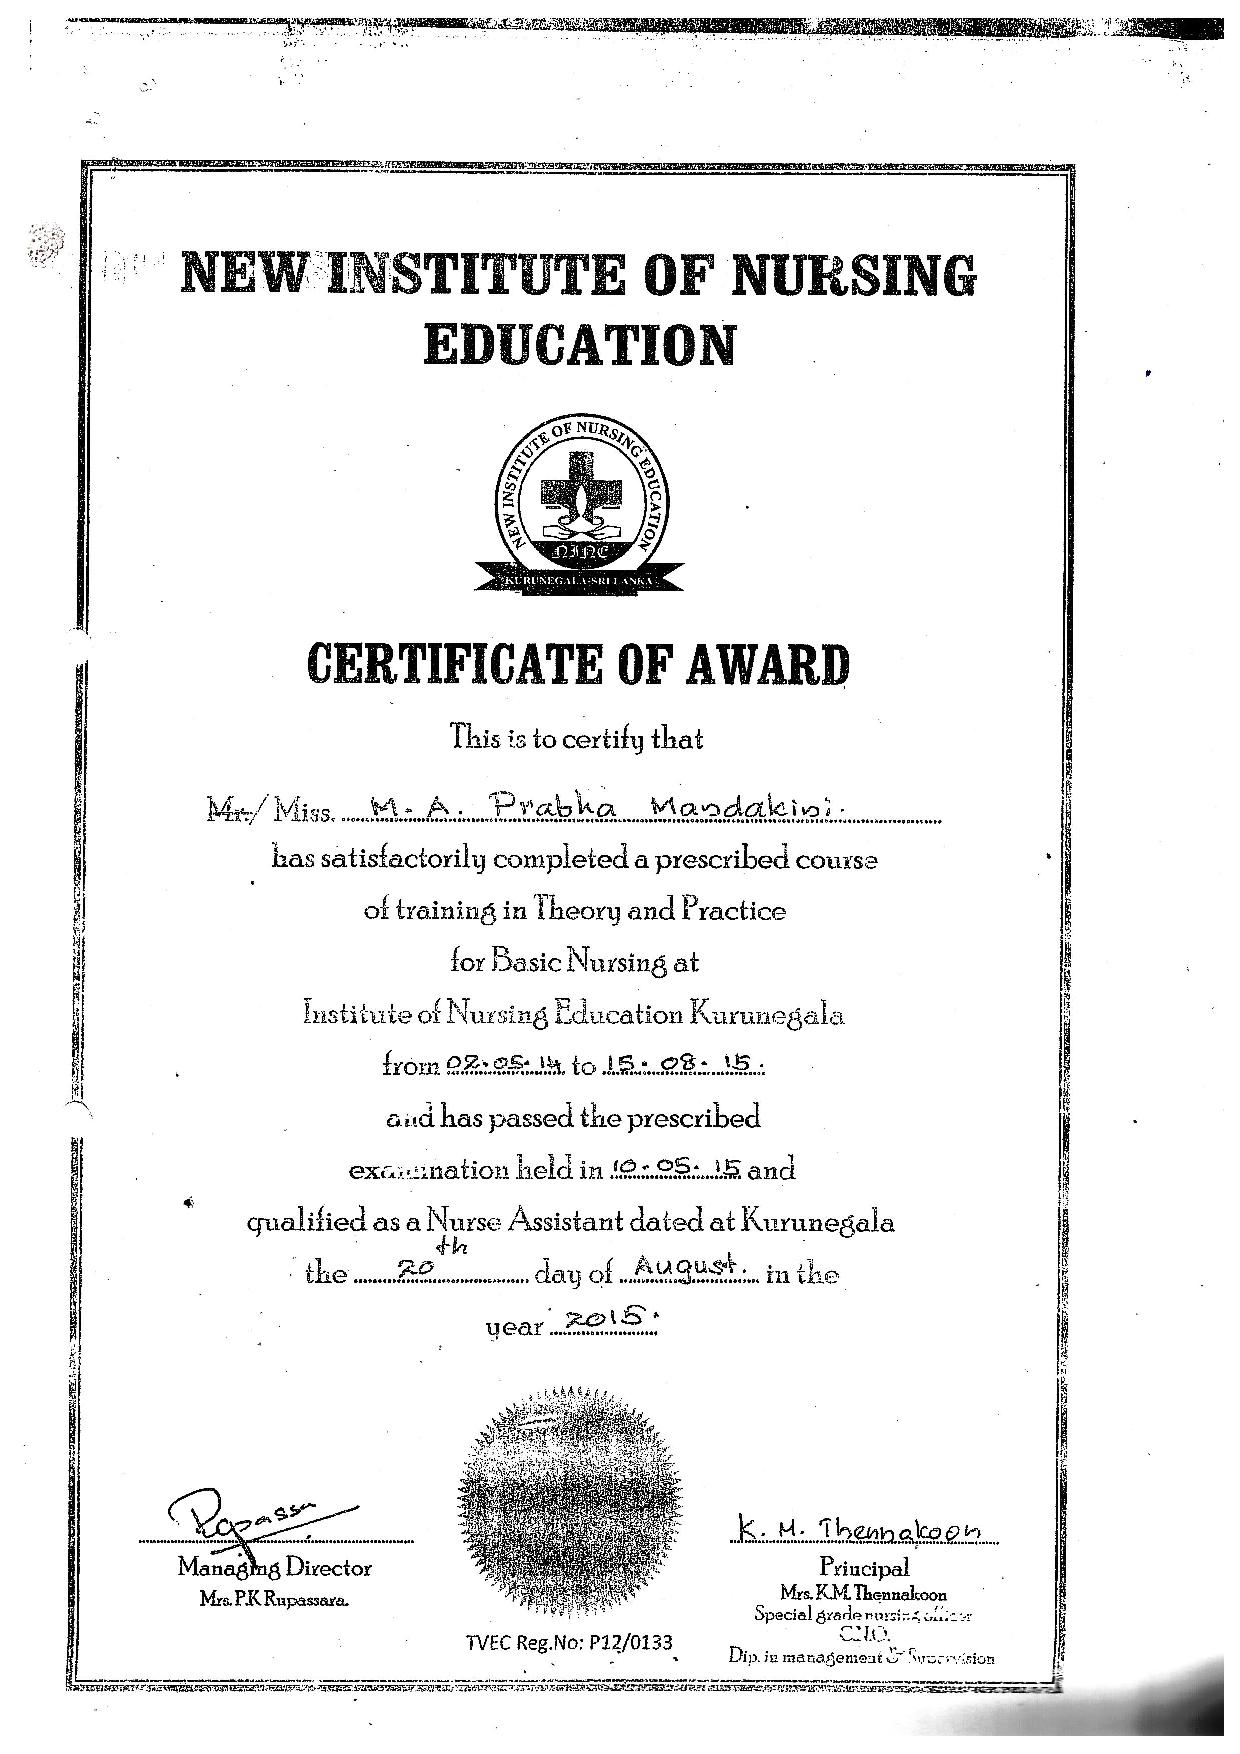 NEW INSTITUTE OF NURSING
EDUCATION
NEW INSTITUTE OF NURSING EDUCATION
NINE
KURUNEGALA-SRI LANKA
CERTIFICATE OF AWARD
This is to certify that
Mr./ Miss. M. A. Prabha Mandakini.
has satisfactorily completed a prescribed course
of training in Theory and Practice
for Basic Nursing at
Institute of Nursing Education Kurunegala
from 02.05.14 to 15.08.15.
and has passed the prescribed
examination held in 10.05.15 and
qualified as a Nurse Assistant dated at Kurunegala
the 20th day of August. in the
year 2015.
Rupassara K. M. Thennakoon
Managing Director Principal
Mrs. P.K Rupassara. Mrs. K.M. Thennakoon
Special grade nursing officer
TVEC Reg.No: P12/0133
Dip. in management & Supervision